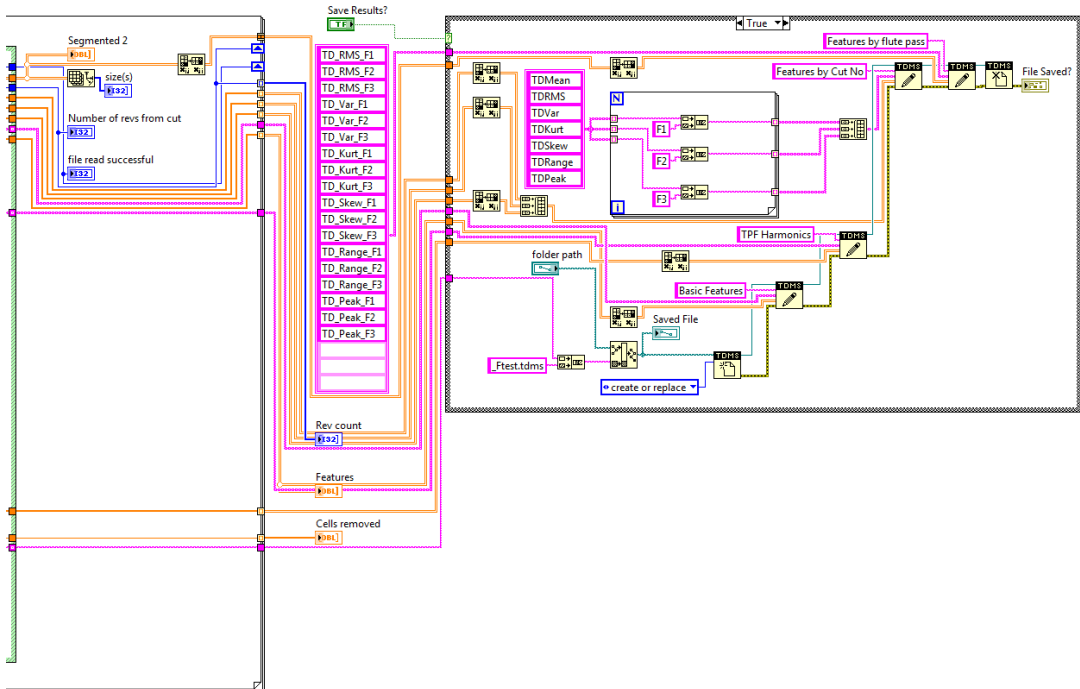 Save Results?
TF
True
Segmented 2
DBL]
size(s)
I32]
Number of revs from cut
I32]
file read successful
I32]
TD_RMS_F1
TD_RMS_F2
TD_RMS_F3
TD_Var_F1
TD_Var_F2
TD_Var_F3
TD_Kurt_F1
TD_Kurt_F2
TD_Kurt_F3
TD_Skew_F1
TD_Skew_F2
TD_Skew_F3
TD_Range_F1
TD_Range_F2
TD_Range_F3
TD_Peak_F1
TD_Peak_F2
TD_Peak_F3
Rev count
I32]
Features
DBL]
Cells removed
DBL]
TDMean
TDRMS
TDVar
TDKurt
TDSkew
TDRange
TDPeak
N
F1
F2
F3
i
Features by flute pass
Features by Cut No
TDMS
TDMS
TDMS
File Saved?
TPF Harmonics
TDMS
folder path
Basic Features
TDMS
Saved File
_Ftest.tdms
TDMS
create or replace